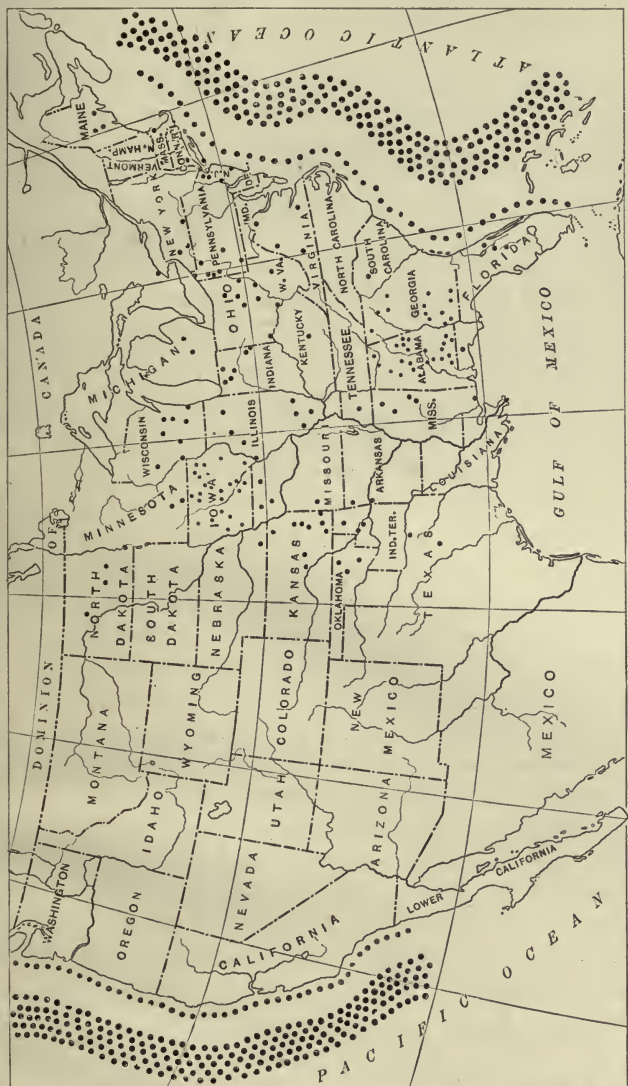 DOMINION OF CANADA
WASHINGTON
OREGON
CALIFORNIA
NEVADA
IDAHO
MONTANA
WYOMING
UTAH
COLORADO
ARIZONA
NEW MEXICO
NORTH DAKOTA
SOUTH DAKOTA
NEBRASKA
KANSAS
OKLAHOMA
IND. TER.
TEXAS
MINNESOTA
IOWA
MISSOURI
ARKANSAS
LOUISIANA
WISCONSIN
ILLINOIS
MICHIGAN
INDIANA
OHIO
KENTUCKY
TENNESSEE
MISS.
ALABAMA
GEORGIA
FLORIDA
SOUTH CAROLINA
NORTH CAROLINA
VIRGINIA
W. VA.
MD.
DEL.
N.J.
PENNSYLVANIA
NEW YORK
CONN.
R.I.
MASS.
VERMONT
N. HAMP.
MAINE
LOWER CALIFORNIA
MEXICO
GULF OF MEXICO
PACIFIC OCEAN
ATLANTIC OCEAN